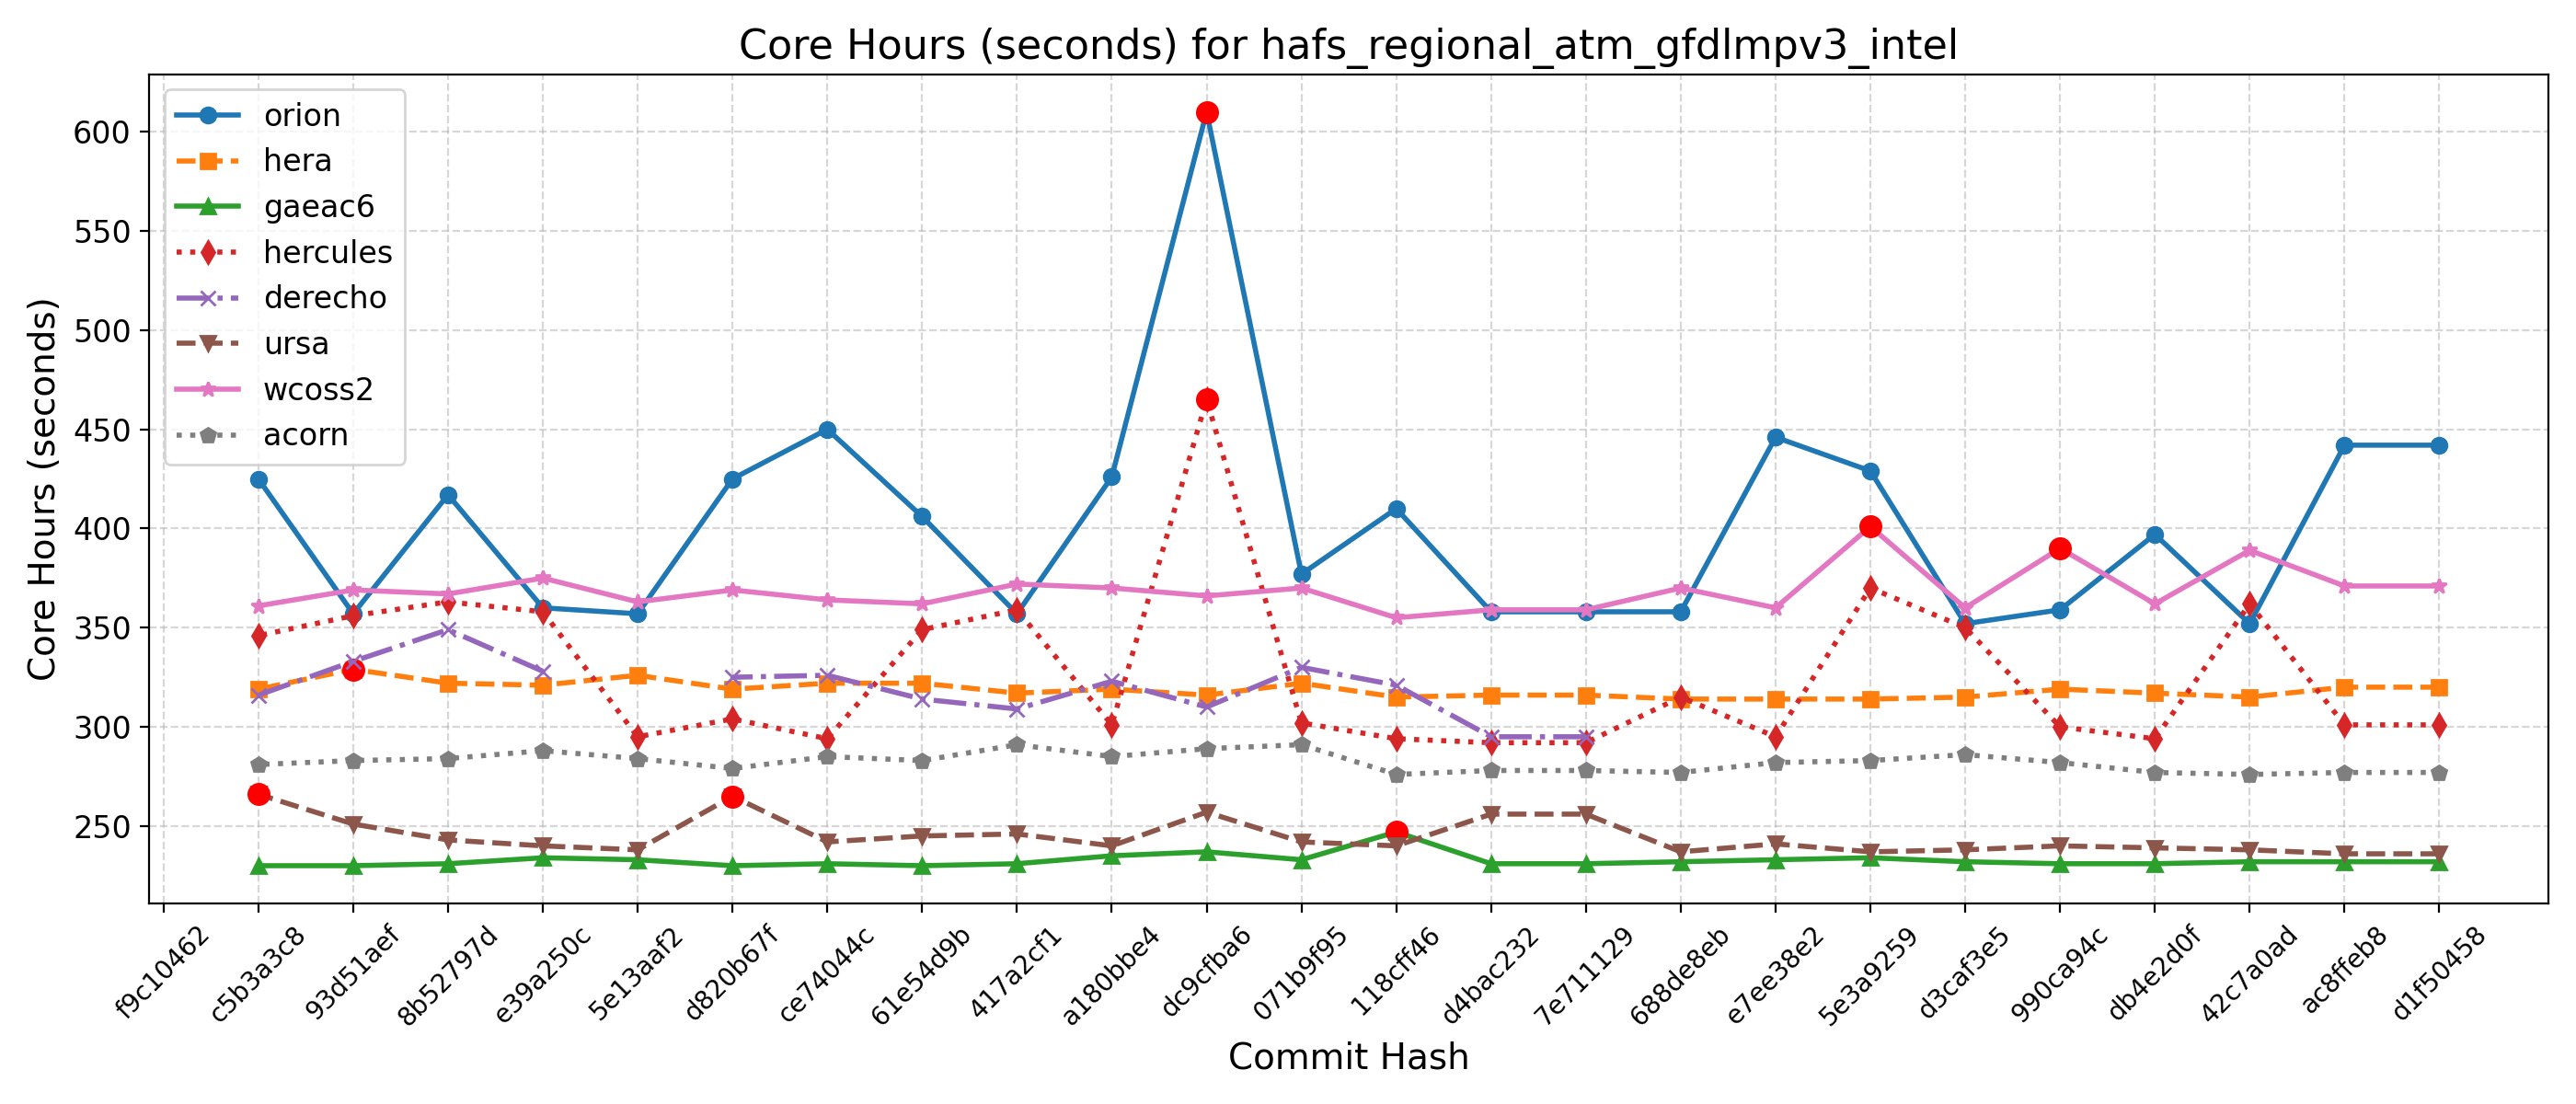 Core Hours (seconds) for hafs_regional_atm_gfdlmpv3_intel
orion
hera
gaeac6
hercules
derecho
ursa
wcoss2
acorn
Core Hours (seconds)
600
550
500
450
400
350
300
250
f9c10462
c5b3a3c8
93d51aef
8b52797d
e39a250c
5e13aaf2
d820b67f
ce74044c
61e54d9b
417a2cf1
a180bbe4
dc9cfba6
071b9f95
118cff46
d4bac232
7e711129
688de8eb
e7ee38e2
5e3a9259
d3caf3e5
990ca94c
db4e2d0f
42c7a0ad
ac8ffeb8
d1f50458
Commit Hash